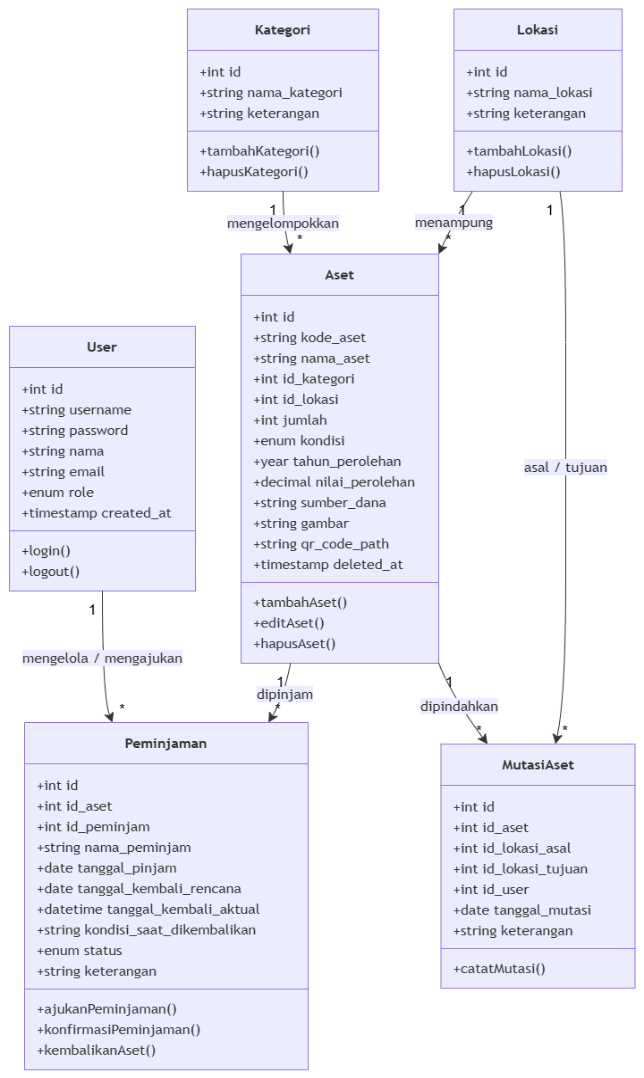 Kategori
+int id
+string nama_kategori
+string keterangan
+tambahKategori()
+hapusKategori()
Lokasi
+int id
+string nama_lokasi
+string keterangan
+tambahLokasi()
+hapusLokasi()
1
mengelompokkan
*
1
menampung
*
1
asal / tujuan
*
Aset
+int id
+string kode_aset
+string nama_aset
+int id_kategori
+int id_lokasi
+int jumlah
+enum kondisi
+year tahun_perolehan
+decimal nilai_perolehan
+string sumber_dana
+string gambar
+string qr_code_path
+timestamp deleted_at
+tambahAset()
+editAset()
+hapusAset()
User
+int id
+string username
+string password
+string nama
+string email
+enum role
+timestamp created_at
+login()
+logout()
1
mengelola / mengajukan
*
1
dipinjam
*
1
dipindahkan
*
Peminjaman
+int id
+int id_aset
+int id_peminjam
+string nama_peminjam
+date tanggal_pinjam
+date tanggal_kembali_rencana
+datetime tanggal_kembali_aktual
+string kondisi_saat_dikembalikan
+enum status
+string keterangan
+ajukanPeminjaman()
+konfirmasiPeminjaman()
+kembalikanAset()
MutasiAset
+int id
+int id_aset
+int id_lokasi_asal
+int id_lokasi_tujuan
+int id_user
+date tanggal_mutasi
+string keterangan
+catatMutasi()